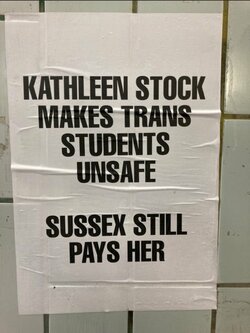 KATHLEEN STOCK
MAKES TRANS
STUDENTS
UNSAFE
SUSSEX STILL
PAYS HER